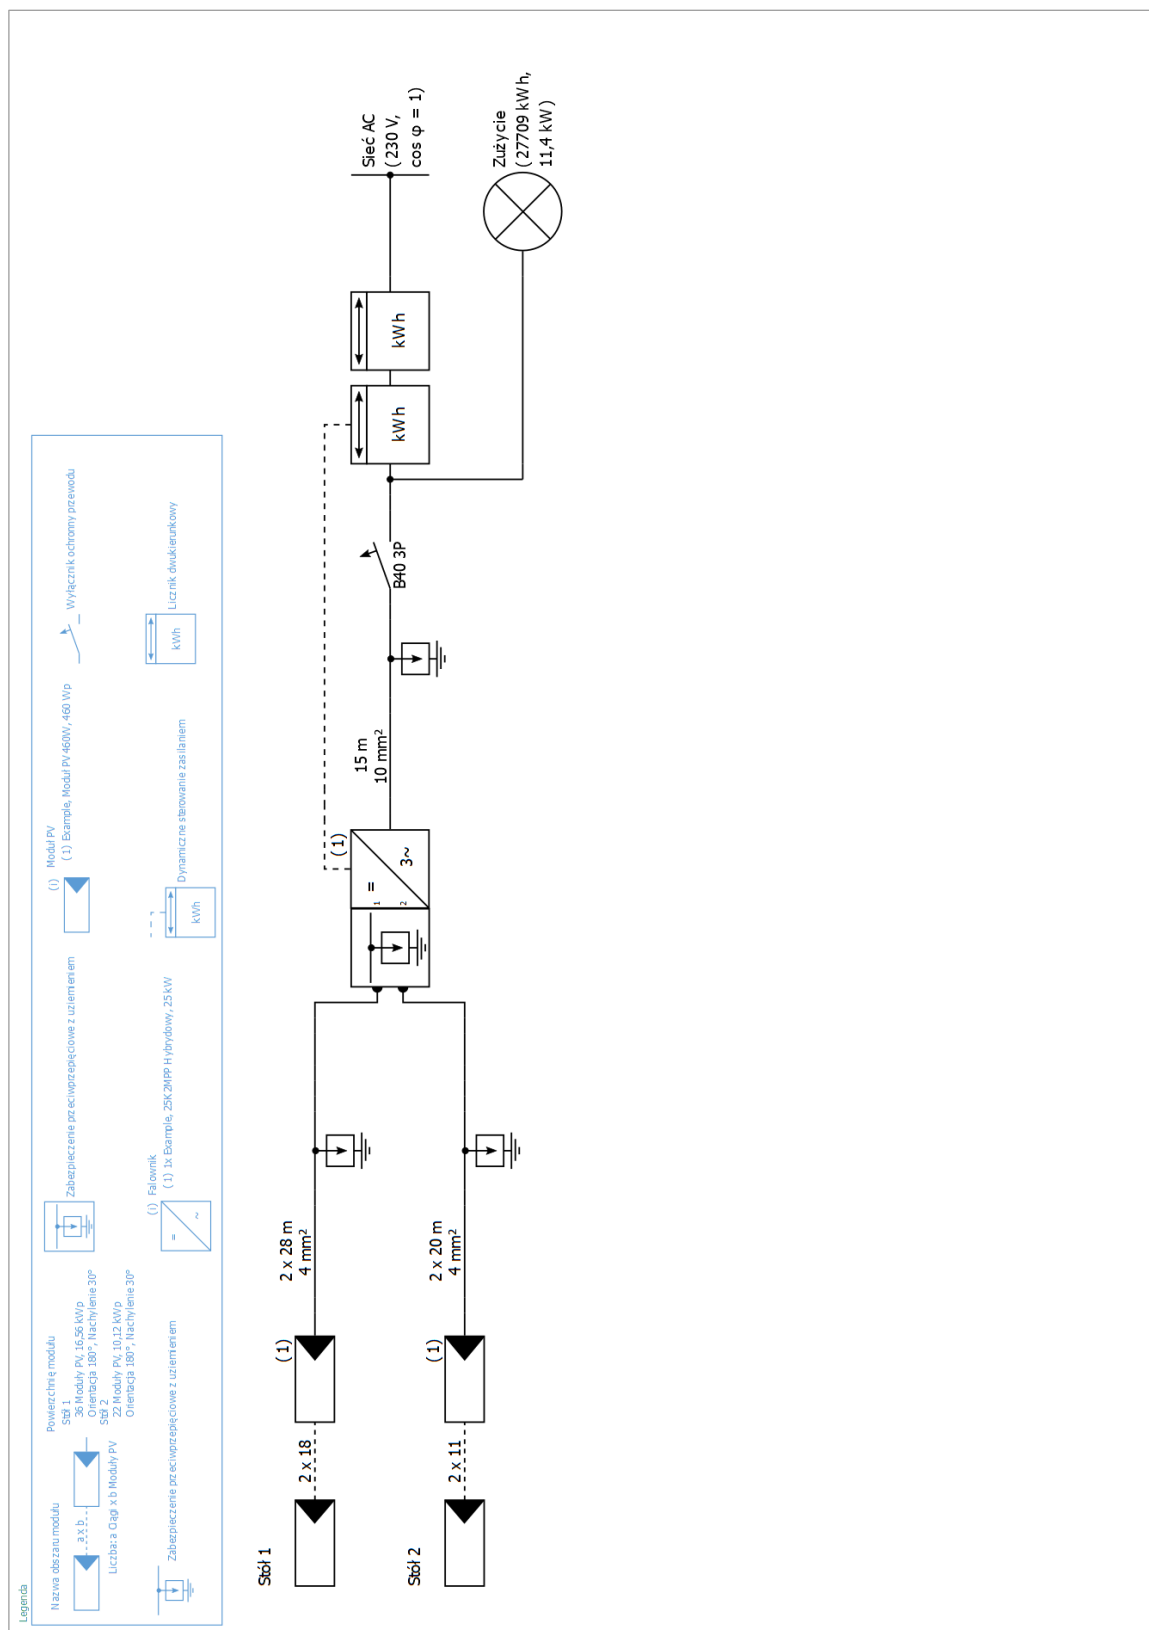 Legenda
Nazwa obszaru modułu
a x b
Liczba: a Ciągi x b Moduły PV
Powierzchnię modułu
Stół 1
36 Moduły PV, 16,56 kWp
Orientacja 180°, Nachylenie 30°
Stół 2
22 Moduły PV, 10,12 kWp
Orientacja 180°, Nachylenie 30°
Zabezpieczenie przeciwprzepięciowe z uziemieniem
(i) Moduł PV
(1) Example, Moduł PV 460W, 460 Wp
Wyłącznik ochronny przewodu
Zabezpieczenie przeciwprzepięciowe z uziemieniem
= ~
(i) Falownik
(1) 1x Example, 25K 2MPP Hybrydowy, 25 kW
kWh
Dynamiczne sterowanie zasilaniem
kWh
Licznik dwukierunkowy
Stół 1
2 x 18
(1)
2 x 28 m
4 mm²
Stół 2
2 x 11
(1)
2 x 20 m
4 mm²
(1)
=
1
2
3~
15 m
10 mm²
B40 3P
kWh
kWh
Sieć AC
(230 V,
cos φ = 1)
Zużycie
(27709 kWh,
11,4 kW)